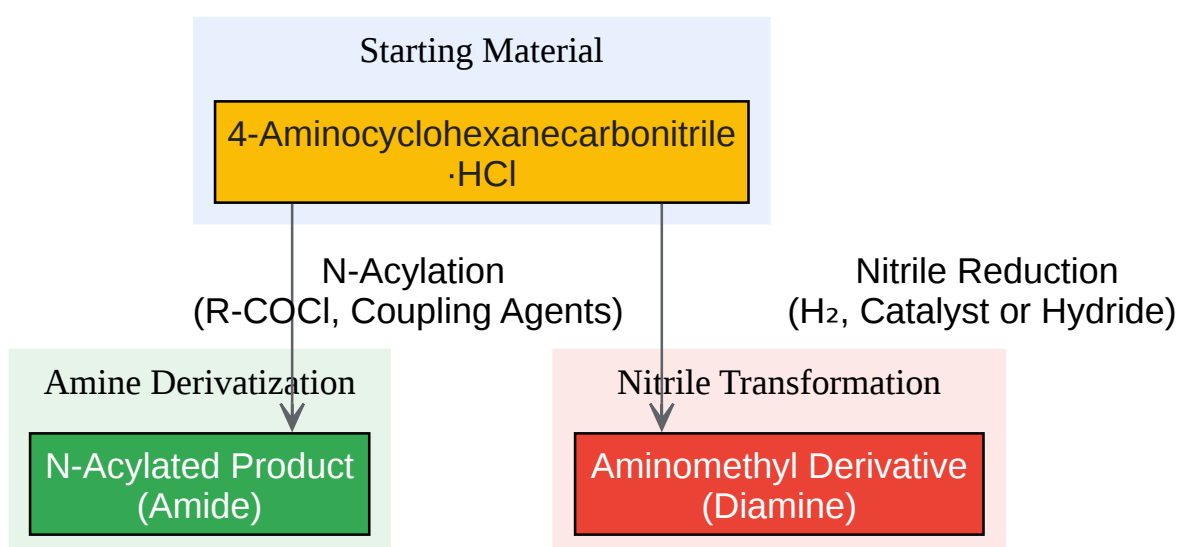 Starting Material
4-Aminocyclohexanecarbonitrile
·HCl
N-Acylation
(R-COCl, Coupling Agents)
Nitrile Reduction
(H₂, Catalyst or Hydride)
Amine Derivatization
N-Acylated Product
(Amide)
Nitrile Transformation
Aminomethyl Derivative
(Diamine)